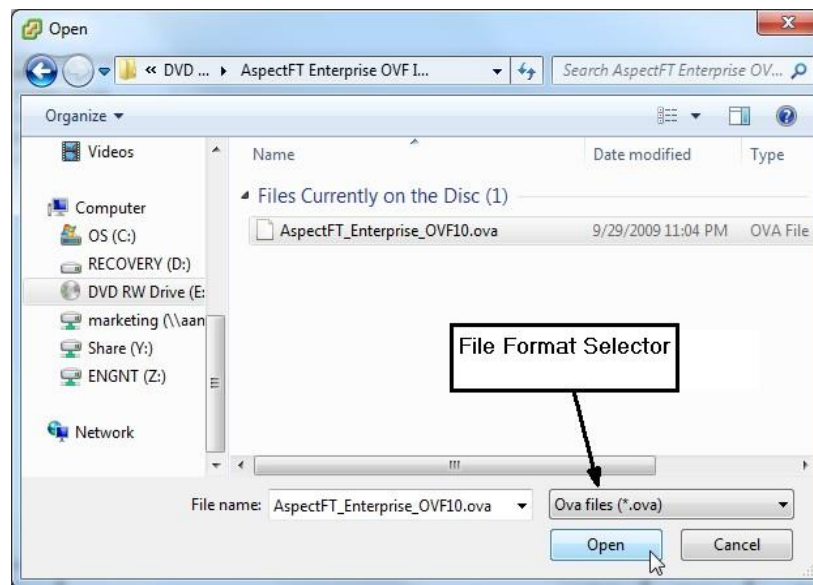 Open
« DVD ... ▸ AspectFT Enterprise OVF I... Search AspectFT Enterprise OV...
Organize
Videos
Computer
OS (C:)
RECOVERY (D:)
DVD RW Drive (E:
marketing (\\aan
Share (Y:)
ENGNT (Z:)
Network
Name Date modified Type
Files Currently on the Disc (1)
AspectFT_Enterprise_OVF10.ova 9/29/2009 11:04 PM OVA File
File Format Selector
File name: AspectFT_Enterprise_OVF10.ova Ova files (*.ova)
Open Cancel